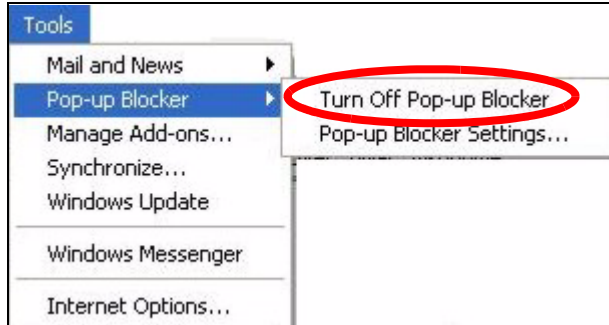 Tools
Mail and News
Pop-up Blocker
Turn Off Pop-up Blocker
Manage Add-ons...
Pop-up Blocker Settings...
Synchronize...
Windows Update
Windows Messenger
Internet Options...